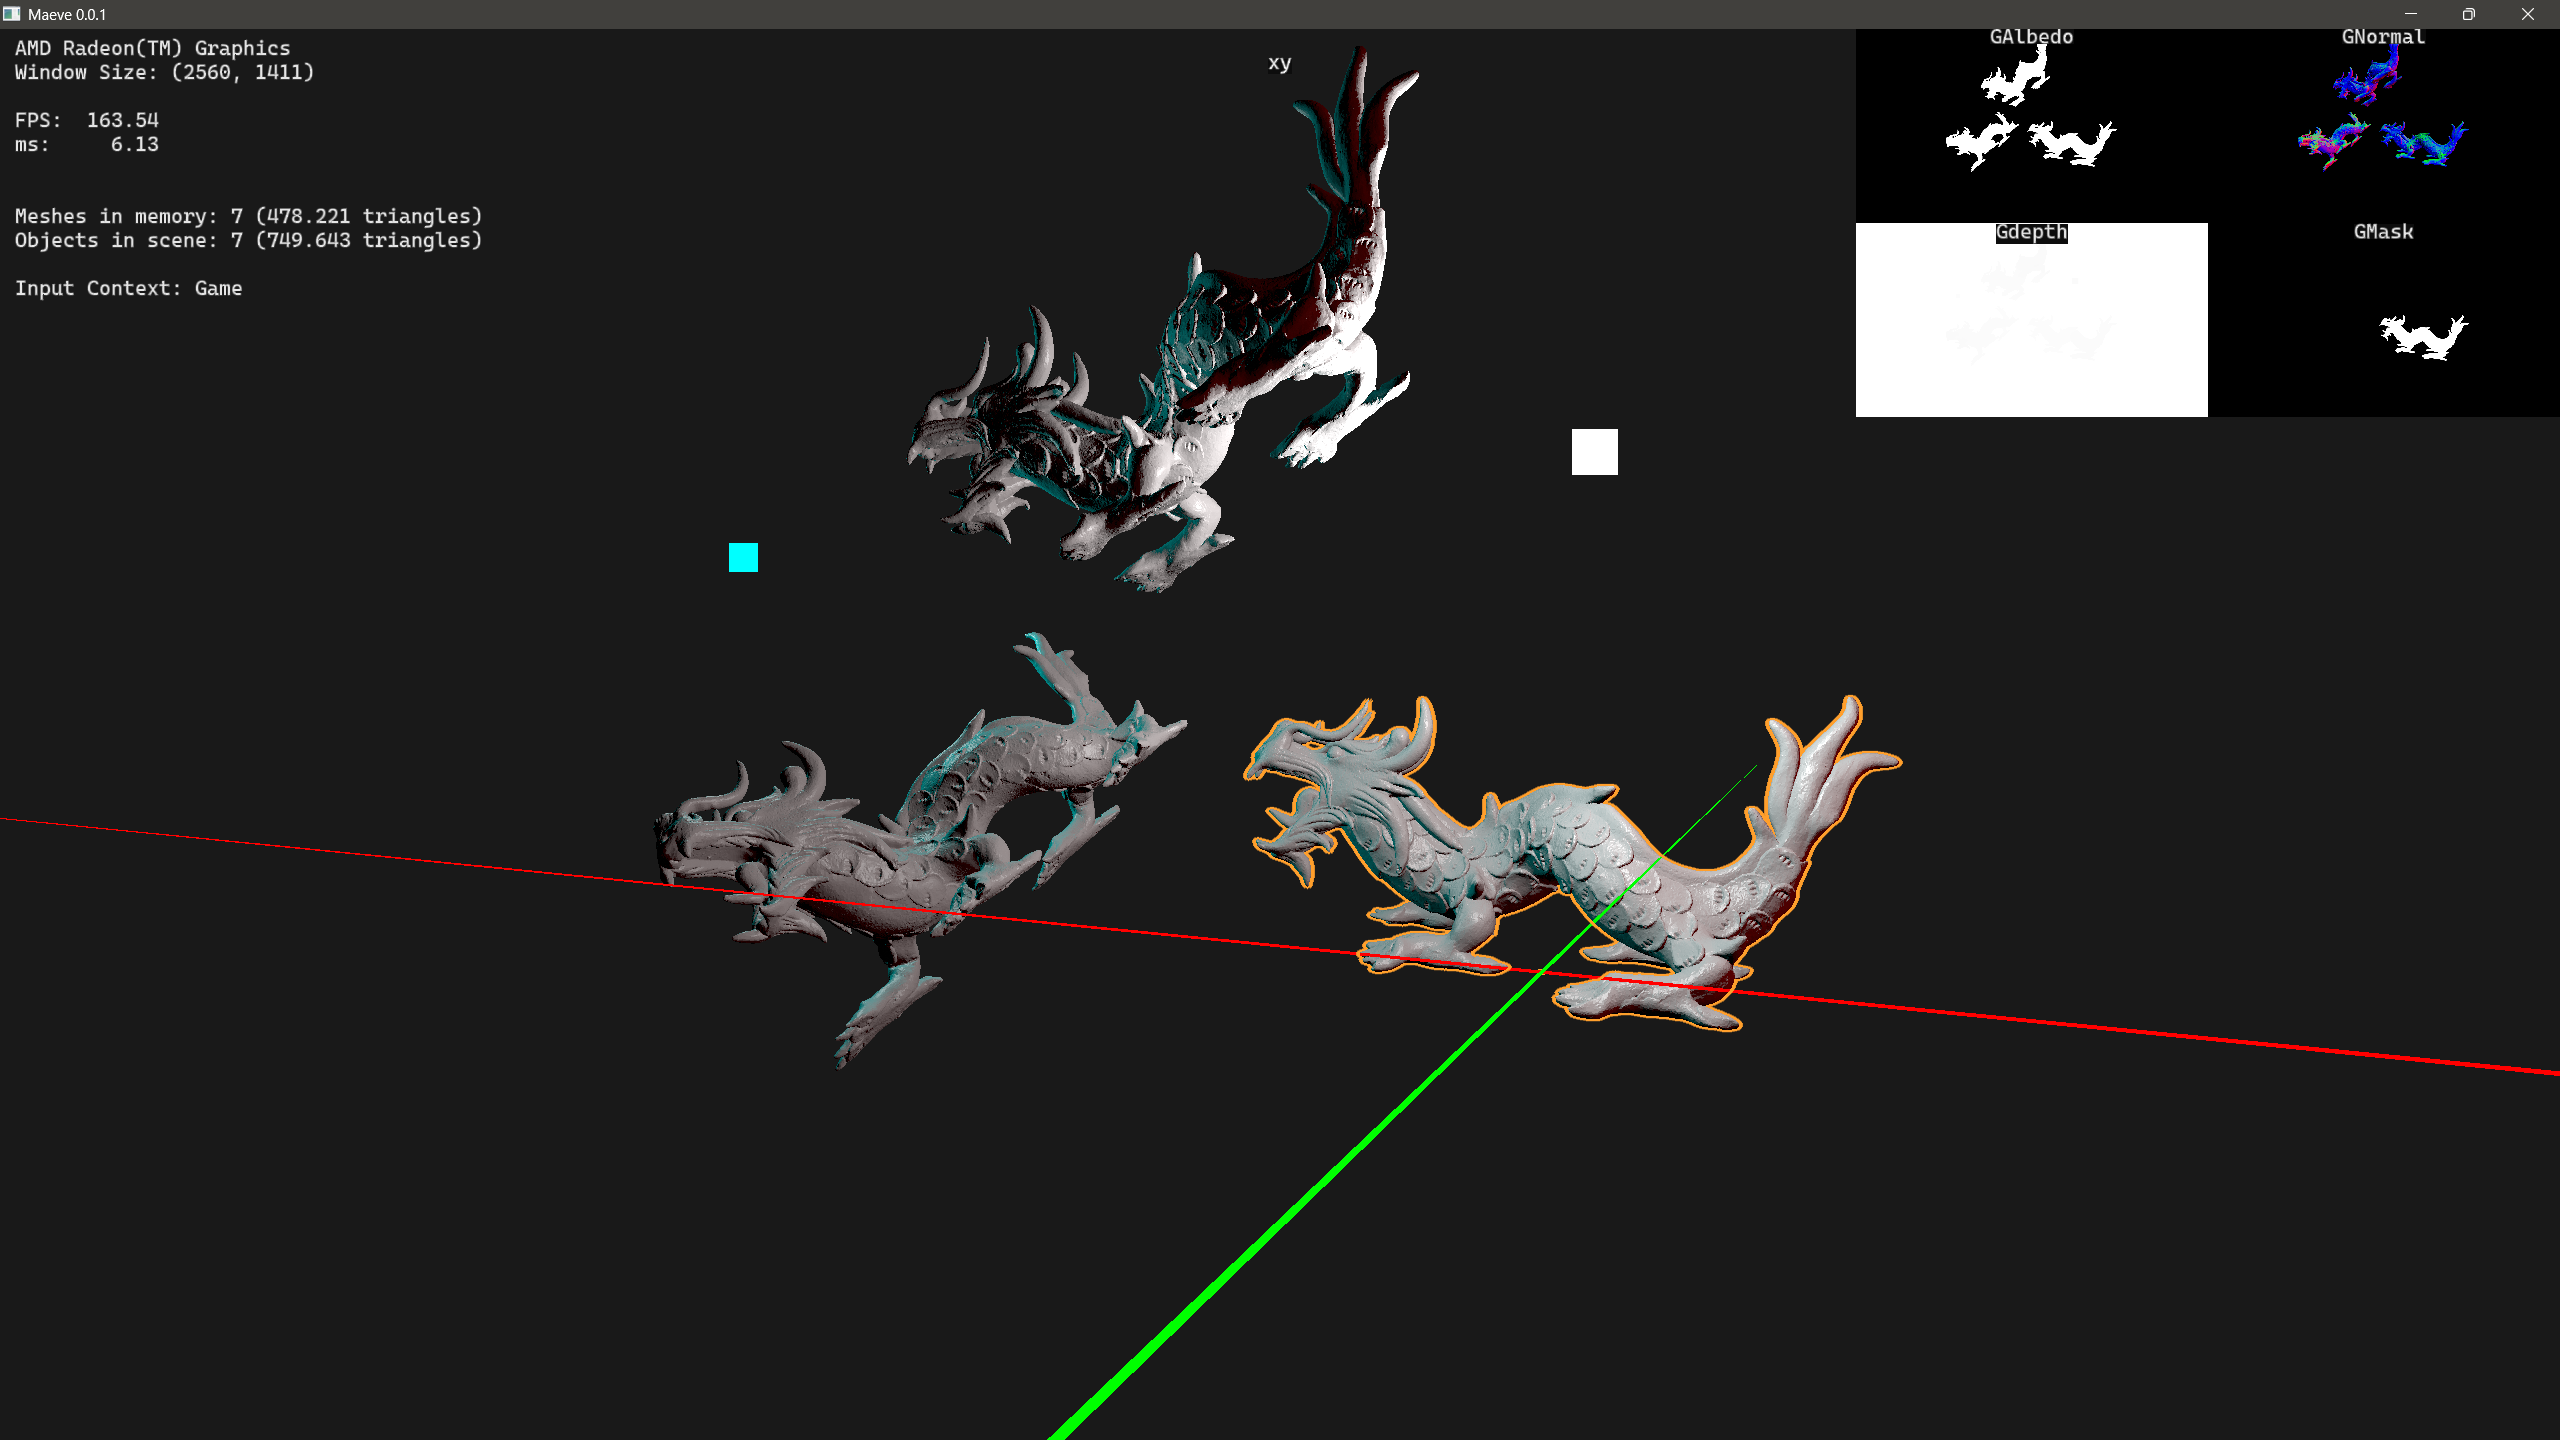 Maeve 0.0.1
AMD Radeon(TM) Graphics
Window Size: (2560, 1411)
FPS: 163.54
ms: 6.13
Meshes in memory: 7 (478.221 triangles)
Objects in scene: 7 (749.643 triangles)
Input Context: Game
xy
GAlbedo
GNormal
Gdepth
GMask